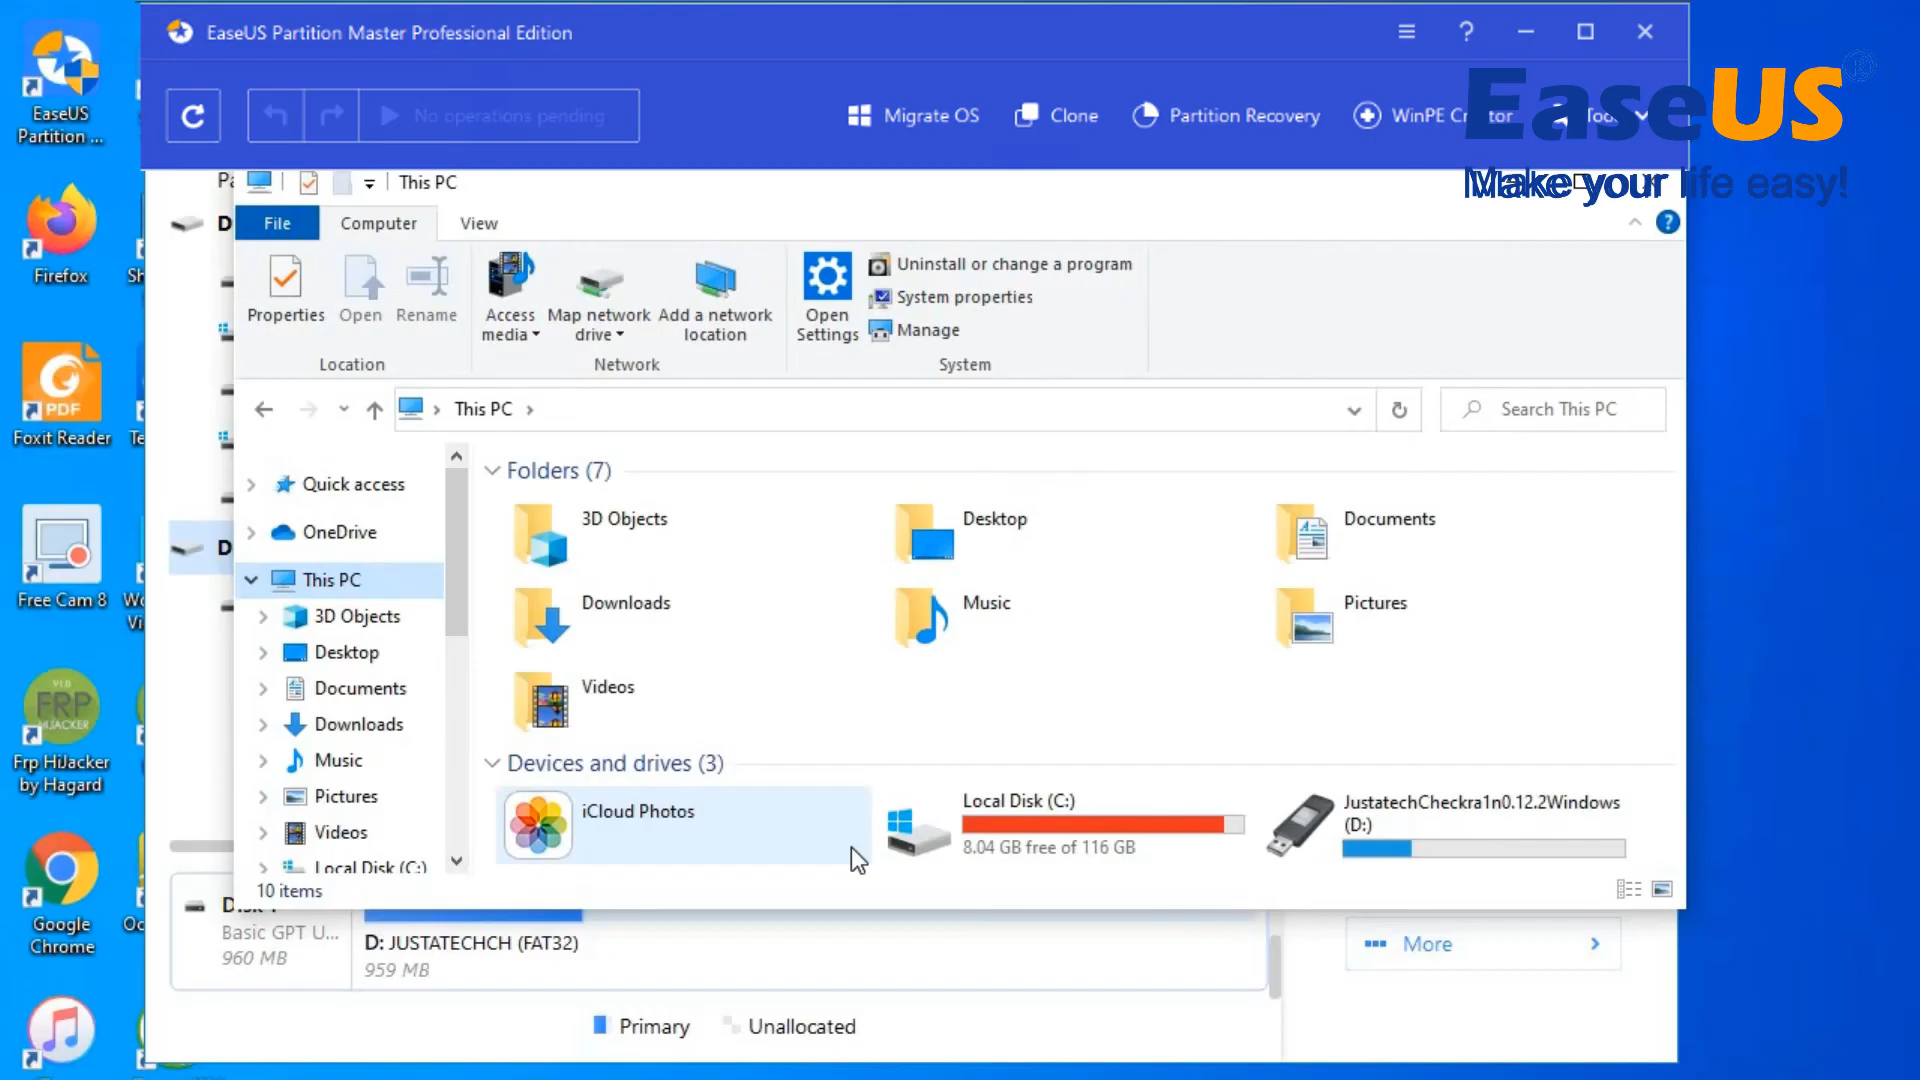 EaseUS Partition Master Professional Edition
No operations pending
Migrate OS
Clone
Partition Recovery
WinPE Creator
EaseUS®
Make your life easy!
This PC
File
Computer
View
Properties
Open
Rename
Location
Access
media
Map network
drive
Add a network
location
Network
Open
Settings
Uninstall or change a program
System properties
Manage
System
This PC
Search This PC
Quick access
OneDrive
This PC
3D Objects
Desktop
Documents
Downloads
Music
Pictures
Videos
Local Disk (C:)
Folders (7)
3D Objects
Desktop
Documents
Downloads
Music
Pictures
Videos
Devices and drives (3)
iCloud Photos
Local Disk (C:)
8.04 GB free of 116 GB
JustatechCheckra1n0.12.2Windows
(D:)
10 items
Basic GPT U...
960 MB
D: JUSTATECHCH (FAT32)
959 MB
More
Primary
Unallocated
EaseUS
Partition ...
Firefox
PDF
Foxit Reader
Free Cam 8
V1.0
FRP
HIJACKER
Frp HiJacker
by Hagard
Google
Chrome